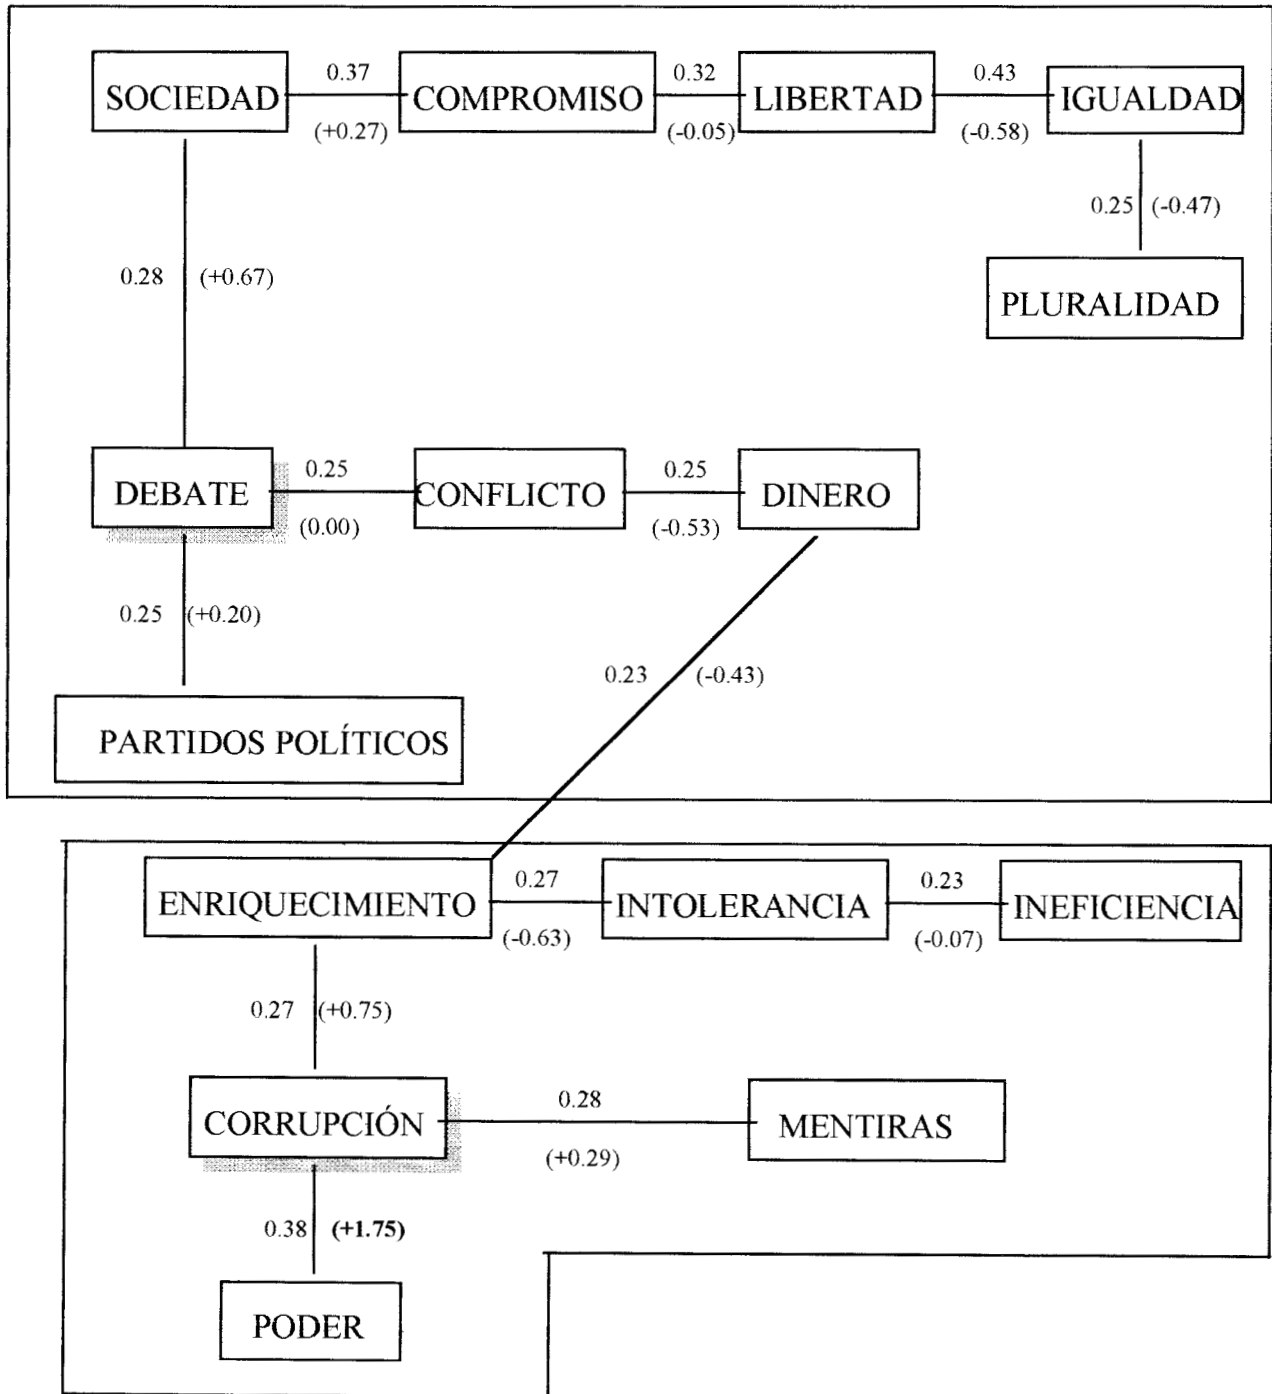 0.37 0.32 0.43
SOCIEDAD COMPROMISO LIBERTAD IGUALDAD
(+0.27) (-0.05) (-0.58)
0.25 (-0.47)
0.28 (+0.67)
PLURALIDAD
0.25 0.25
DEBATE CONFLICTO DINERO
(0.00) (-0.53)
0.25 (+0.20)
0.23 (-0.43)
PARTIDOS POLÍTICOS
0.27 0.23
ENRIQUECIMIENTO INTOLERANCIA INEFICIENCIA
(-0.63) (-0.07)
0.27 (+0.75)
0.28
CORRUPCIÓN MENTIRAS
(+0.29)
0.38 (+1.75)
PODER